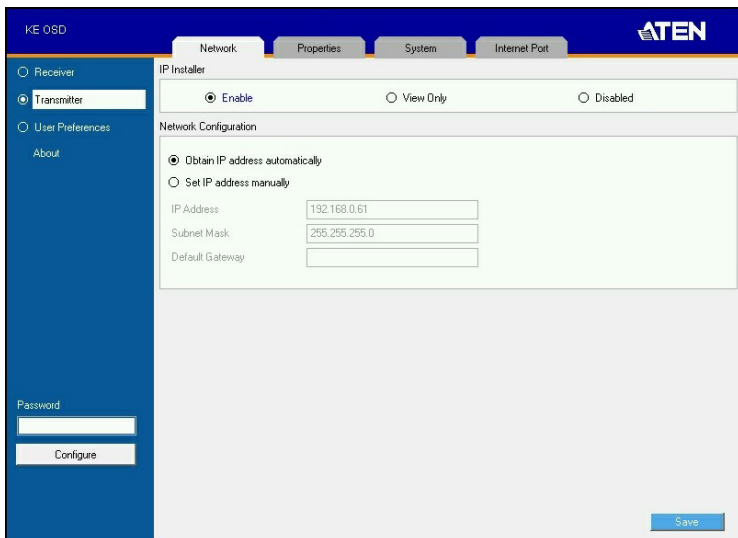 KE OSD
ATEN
Network Properties System Internet Port
Receiver
Transmitter
User Preferences
About
Password
Configure
IP Installer
Enable View Only Disabled
Network Configuration
Obtain IP address automatically
Set IP address manually
IP Address 192.168.0.61
Subnet Mask 255.255.255.0
Default Gateway
Save